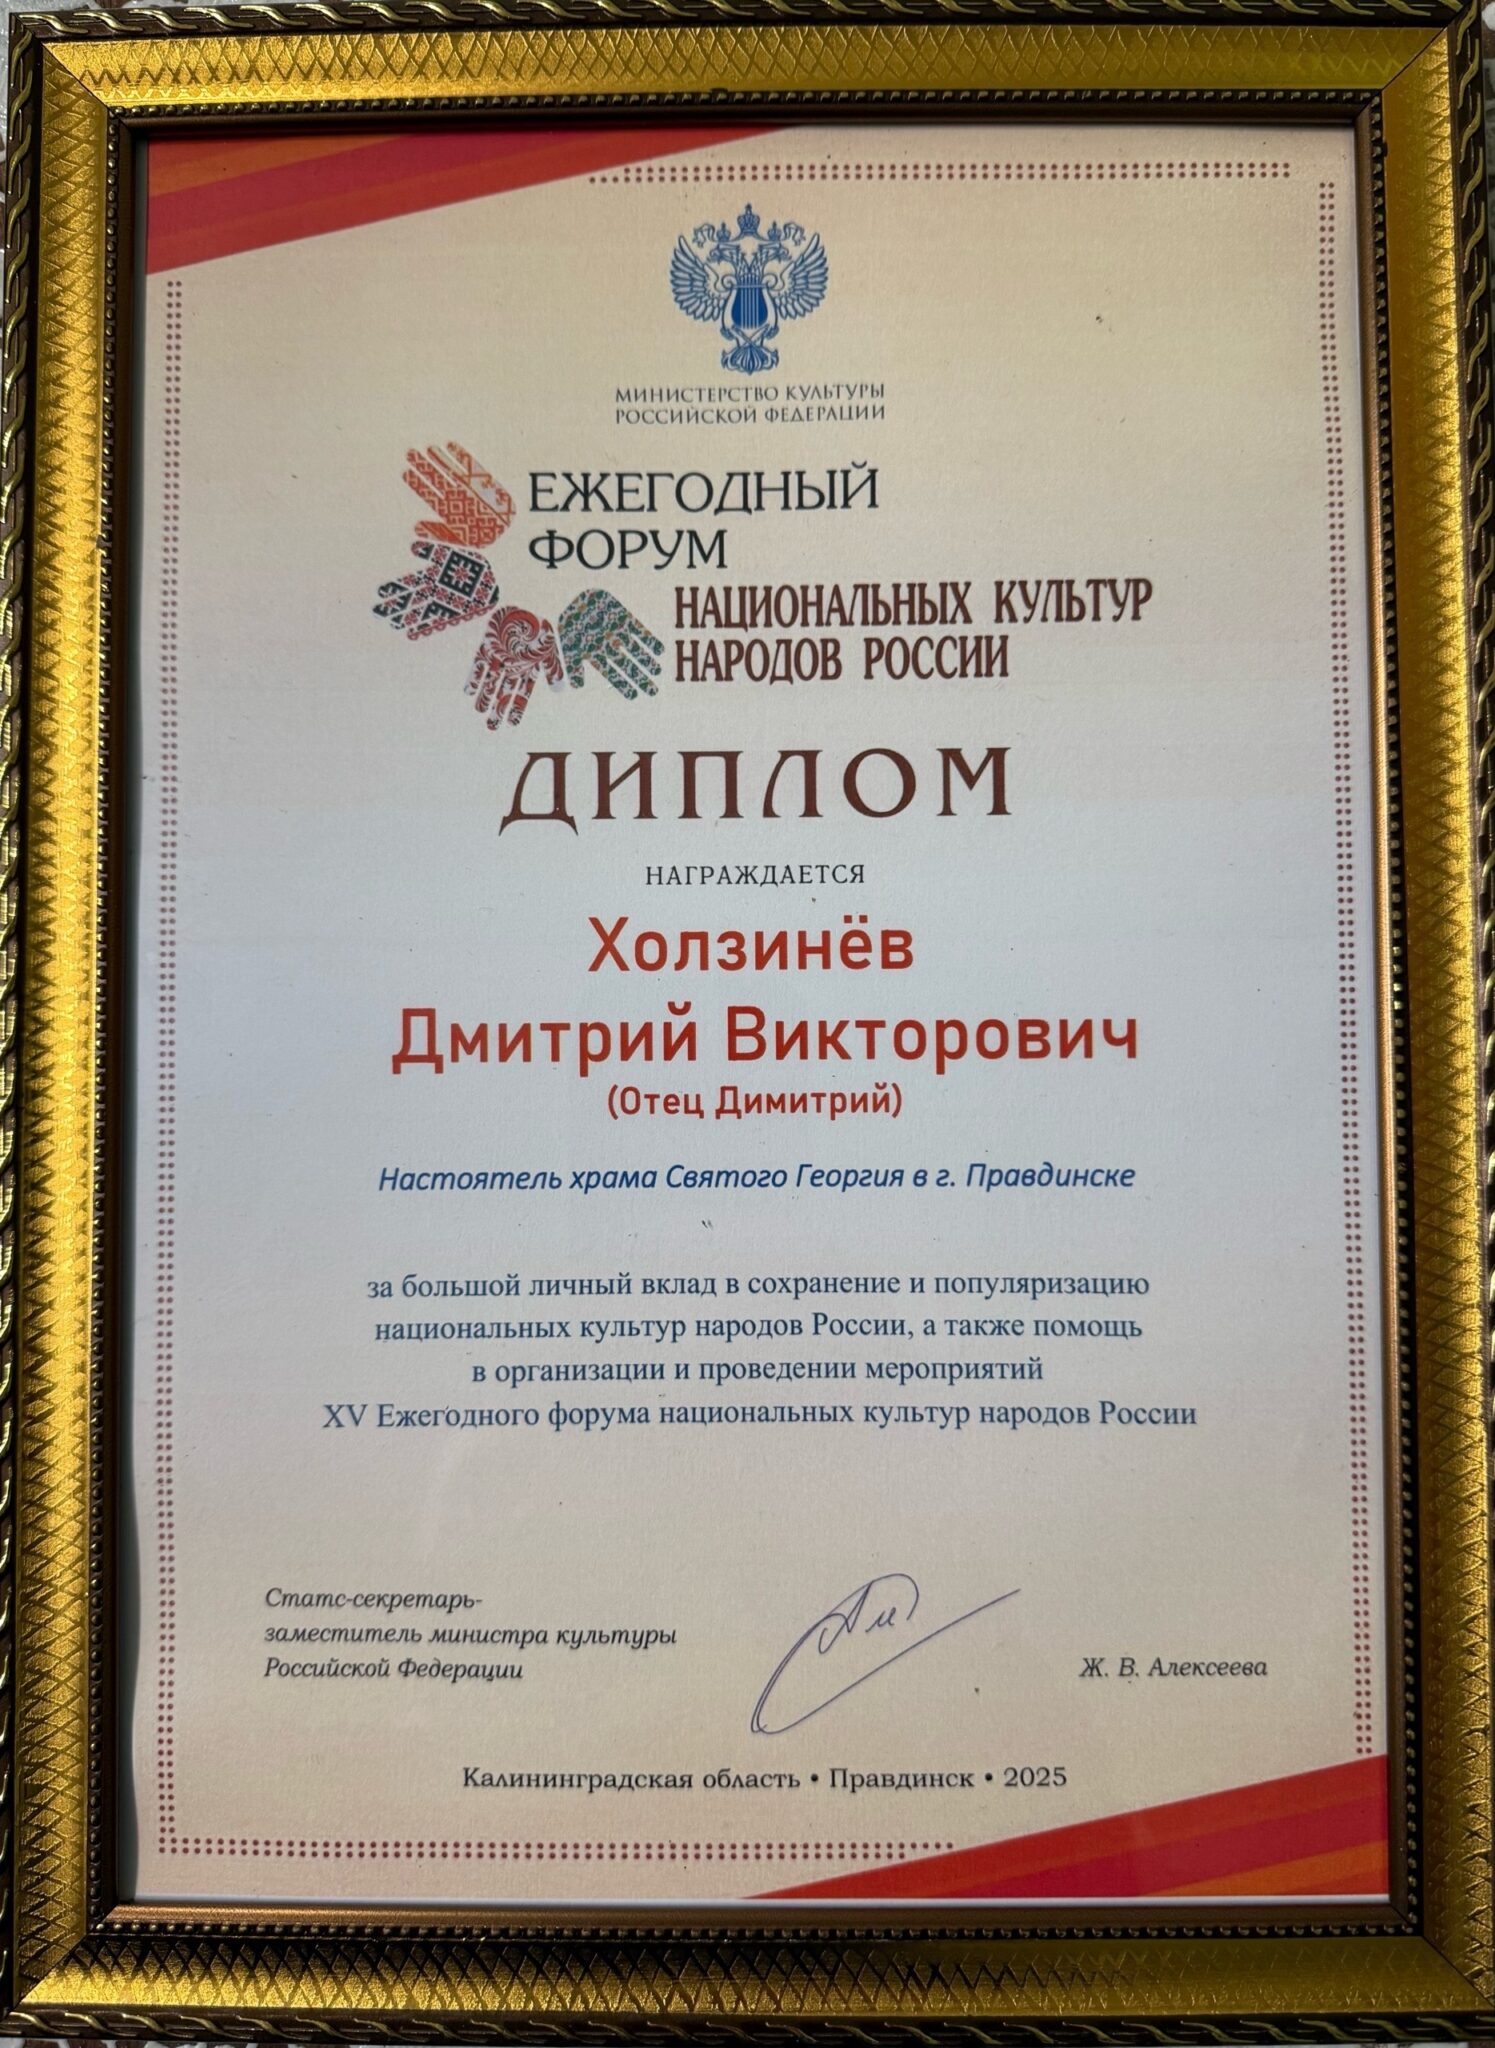 МИНИСТЕРСТВО КУЛЬТУРЫ
РОССИЙСКОЙ ФЕДЕРАЦИИ
ЕЖЕГОДНЫЙ
ФОРУМ
НАЦИОНАЛЬНЫХ КУЛЬТУР
НАРОДОВ РОССИИ
ДИПЛОМ
НАГРАЖДАЕТСЯ
Холзинёв
Дмитрий Викторович
(Отец Димитрий)
Настоятель храма Святого Георгия в г. Правдинске
за большой личный вклад в сохранение и популяризацию
национальных культур народов России, а также помощь
в организации и проведении мероприятий
XV Ежегодного форума национальных культур народов России
Статс-секретарь-
заместитель министра культуры
Российской Федерации
Ж. В. Алексеева
Калининградская область • Правдинск • 2025